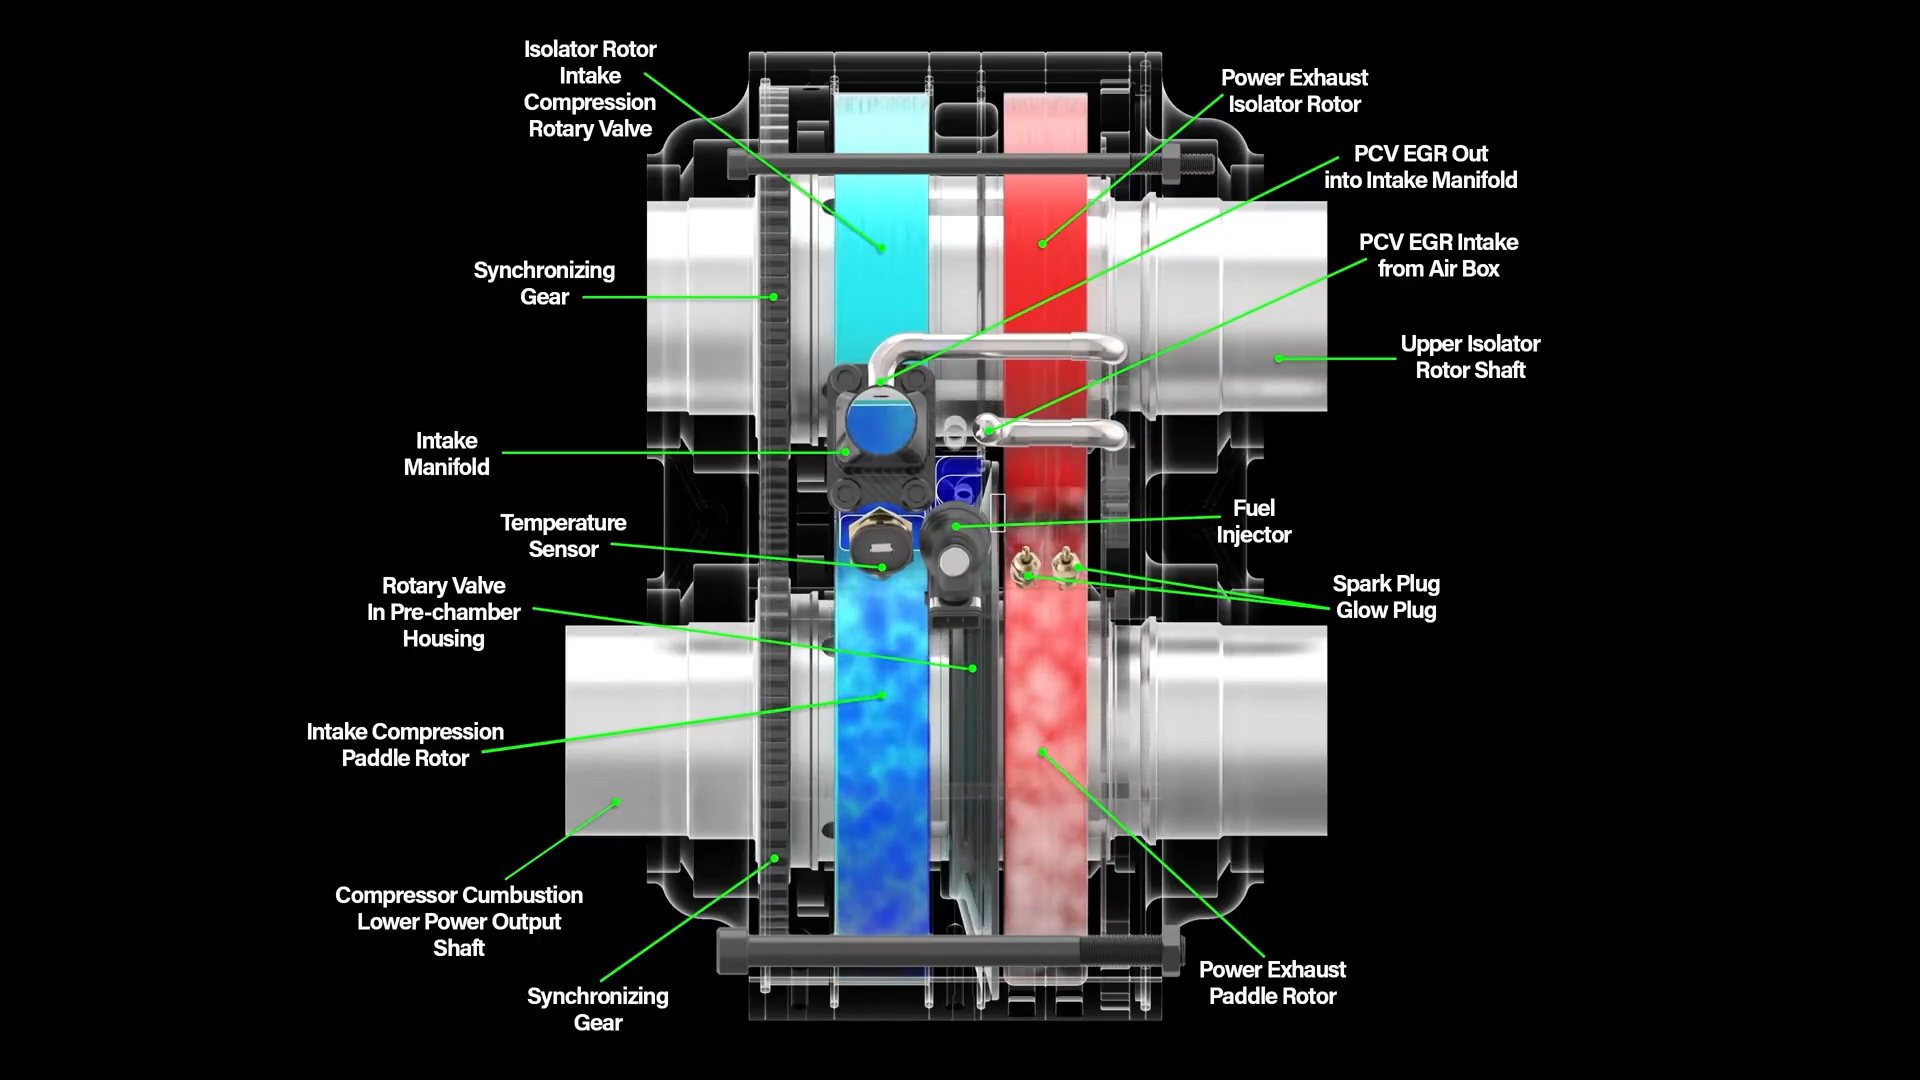 Isolator Rotor
Intake
Compression
Rotary Valve
Power Exhaust
Isolator Rotor
PCV EGR Out
into Intake Manifold
PCV EGR Intake
from Air Box
Synchronizing
Gear
Upper Isolator
Rotor Shaft
Intake
Manifold
Temperature
Sensor
Fuel
Injector
Rotary Valve
In Pre-chamber
Housing
Spark Plug
Glow Plug
Intake Compression
Paddle Rotor
Compressor Cumbustion
Lower Power Output
Shaft
Synchronizing
Gear
Power Exhaust
Paddle Rotor